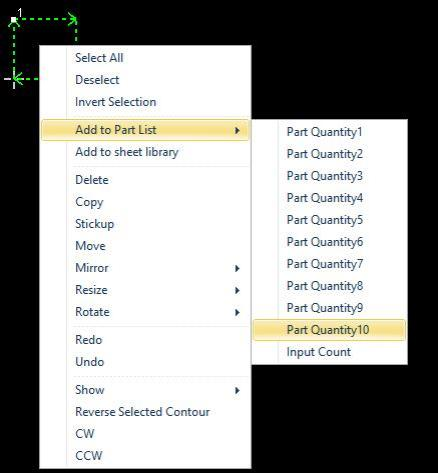 1
Select All
Deselect
Invert Selection
Add to Part List
Add to sheet library
Delete
Copy
Stickup
Move
Mirror
Resize
Rotate
Redo
Undo
Show
Reverse Selected Contour
CW
CCW
Part Quantity1
Part Quantity2
Part Quantity3
Part Quantity4
Part Quantity5
Part Quantity6
Part Quantity7
Part Quantity8
Part Quantity9
Part Quantity10
Input Count